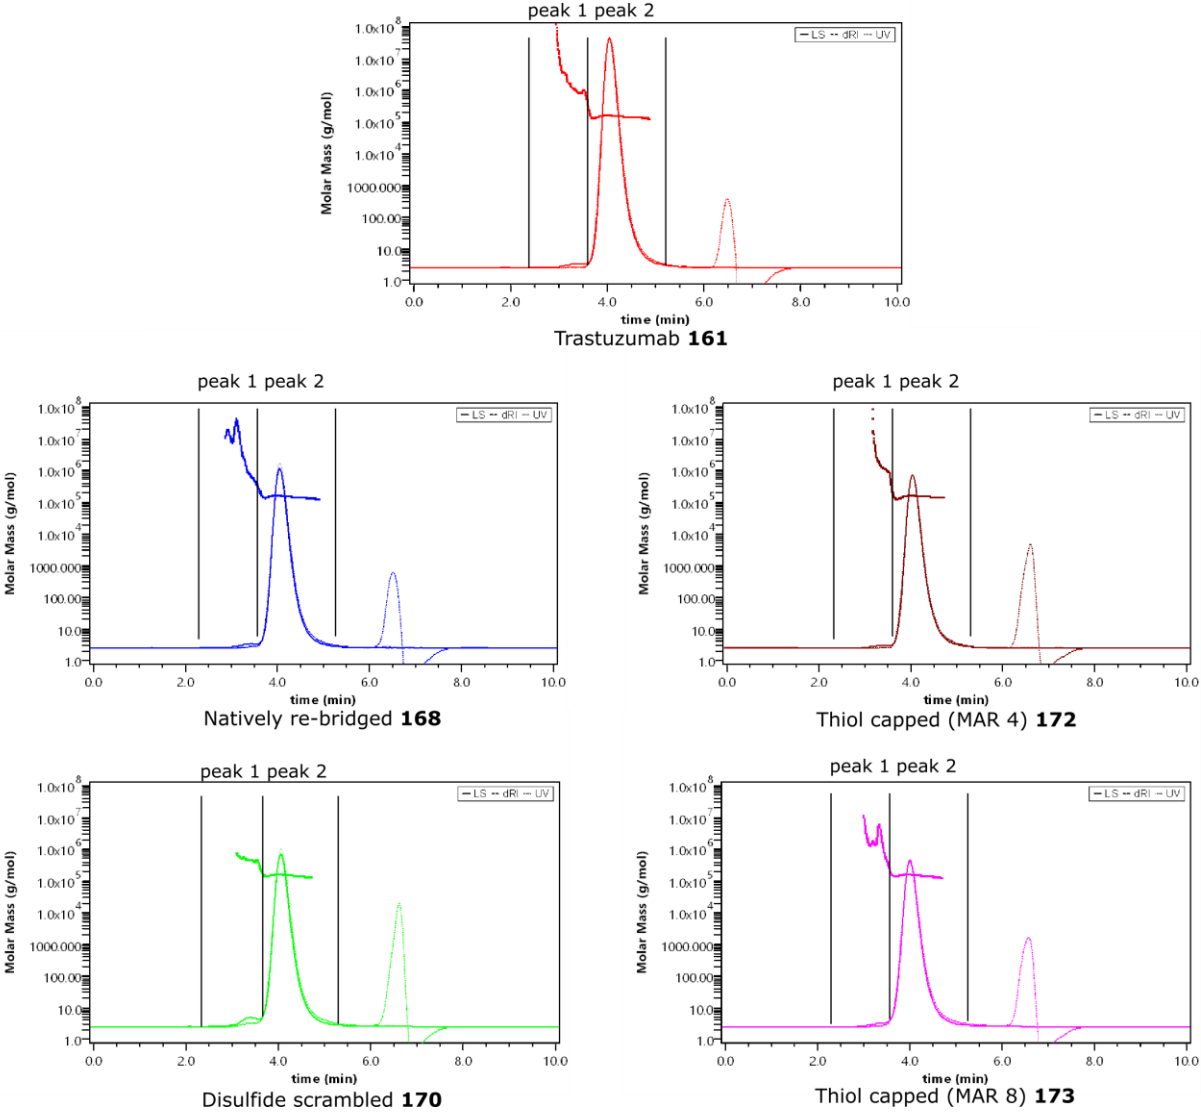 peak 1 peak 2
1.0x10⁸
1.0x10⁷
1.0x10⁶
1.0x10⁵
1.0x10⁴
1000.000
100.00
10.0
1.0
Molar Mass (g/mol)
LS dRI UV
0.0 2.0 4.0 6.0 8.0 10.0
time (min)
Trastuzumab 161
peak 1 peak 2
1.0x10⁸
1.0x10⁷
1.0x10⁶
1.0x10⁵
1.0x10⁴
1000.000
100.00
10.0
1.0
Molar Mass (g/mol)
LS dRI UV
0.0 2.0 4.0 6.0 8.0 10.0
time (min)
Natively re-bridged 168
peak 1 peak 2
1.0x10⁸
1.0x10⁷
1.0x10⁶
1.0x10⁵
1.0x10⁴
1000.000
100.00
10.0
1.0
Molar Mass (g/mol)
LS dRI UV
0.0 2.0 4.0 6.0 8.0 10.0
time (min)
Thiol capped (MAR 4) 172
peak 1 peak 2
1.0x10⁸
1.0x10⁷
1.0x10⁶
1.0x10⁵
1.0x10⁴
1000.000
100.00
10.0
1.0
Molar Mass (g/mol)
LS dRI UV
0.0 2.0 4.0 6.0 8.0 10.0
time (min)
Disulfide scrambled 170
peak 1 peak 2
1.0x10⁸
1.0x10⁷
1.0x10⁶
1.0x10⁵
1.0x10⁴
1000.000
100.00
10.0
1.0
Molar Mass (g/mol)
LS dRI UV
0.0 2.0 4.0 6.0 8.0 10.0
time (min)
Thiol capped (MAR 8) 173